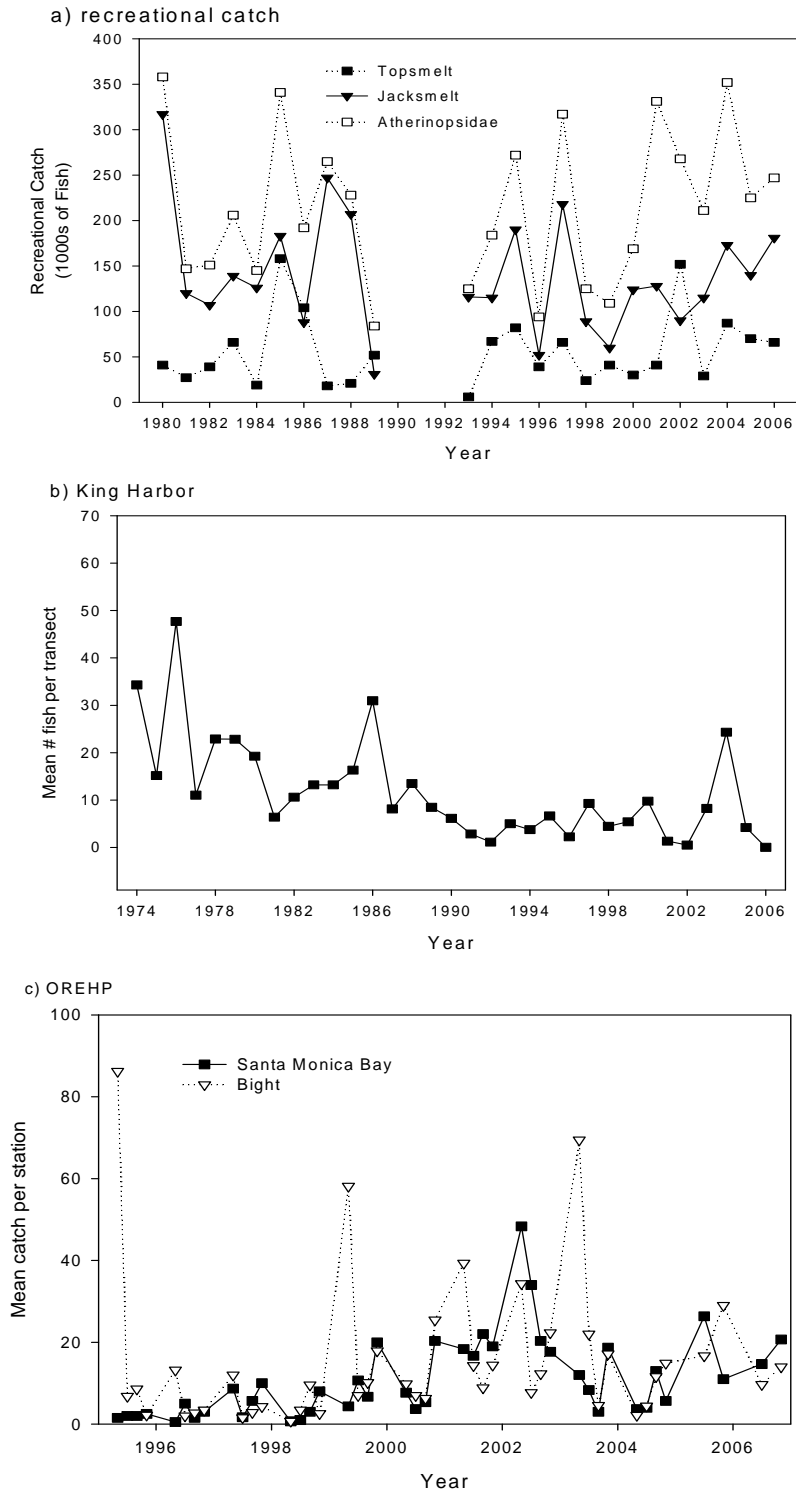 a) recreational catch
400
350
300
250
200
150
100
50
0
Recreational Catch
(1000s of Fish)
Topsmelt
Jacksmelt
Atherinopsidae
1980 1982 1984 1986 1988 1990 1992 1994 1996 1998 2000 2002 2004 2006
Year
b) King Harbor
70
60
50
40
30
20
10
0
Mean # fish per transect
1974 1978 1982 1986 1990 1994 1998 2002 2006
Year
c) OREHP
100
80
60
40
20
0
Mean catch per station
Santa Monica Bay
Bight
1996 1998 2000 2002 2004 2006
Year